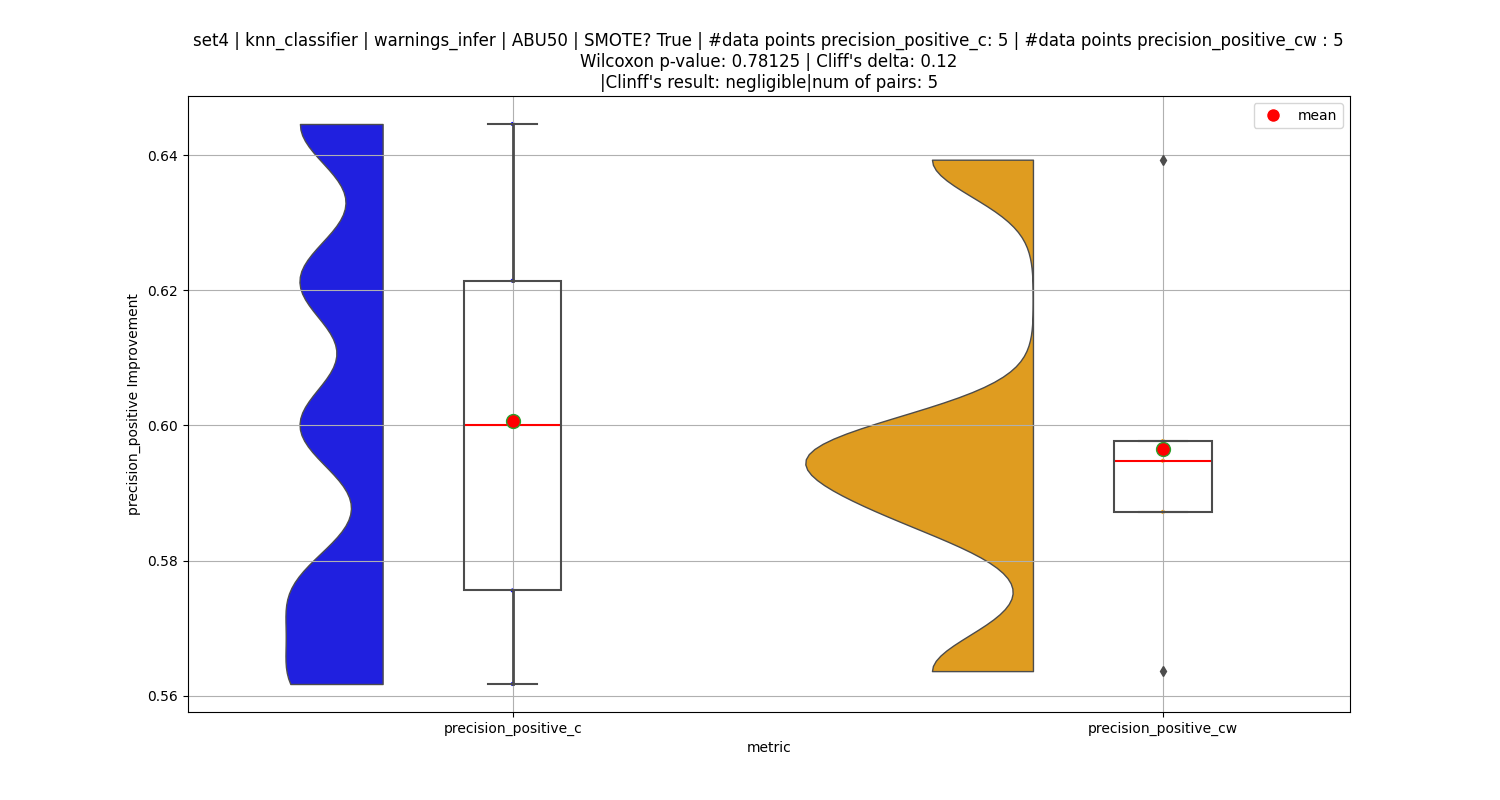 set4 | knn_classifier | warnings_infer | ABU50 | SMOTE? True | #data points precision_positive_c: 5 | #data points precision_positive_cw : 5
Wilcoxon p-value: 0.78125 | Cliff's delta: 0.12
|Clinff's result: negligible|num of pairs: 5
mean
0.64
0.62
0.60
0.58
0.56
precision_positive Improvement
precision_positive_c
precision_positive_cw
metric